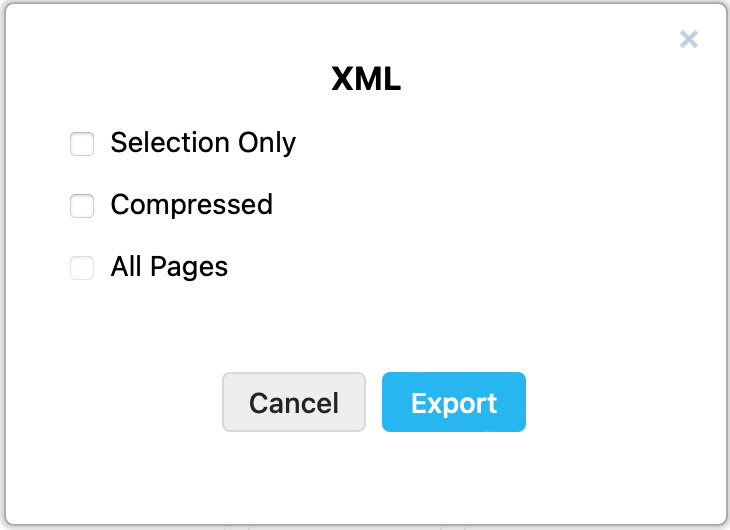 XML
Selection Only
Compressed
All Pages
Cancel
Export